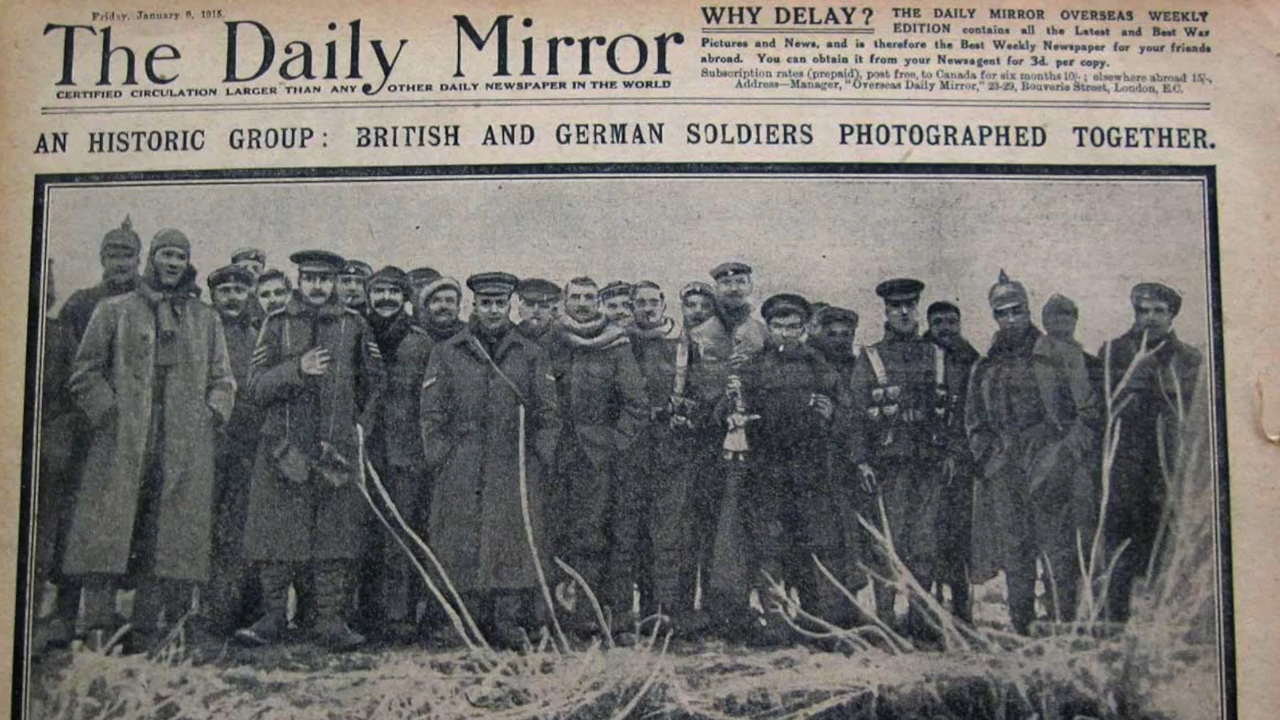 Friday, January 8, 1915.
The Daily Mirror
CERTIFIED CIRCULATION LARGER THAN ANY OTHER DAILY NEWSPAPER IN THE WORLD
WHY DELAY? THE DAILY MIRROR OVERSEAS WEEKLY
EDITION contains all the Latest and Best War
Pictures and News, and is therefore the Best Weekly Newspaper for your friends
abroad. You can obtain it from your Newsagent for 3d. per copy.
Subscription rates (prepaid), post free, to Canada for six months 10/-; elsewhere abroad 15/-.
Address—Manager, "Overseas Daily Mirror," 23-29, Bouverie Street, London, E.C.
AN HISTORIC GROUP: BRITISH AND GERMAN SOLDIERS PHOTOGRAPHED TOGETHER.